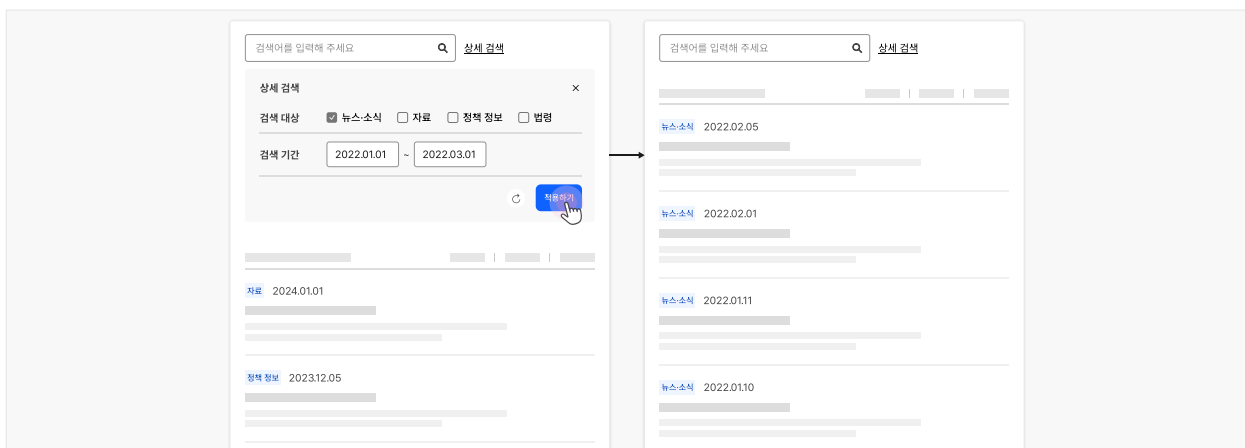 검색어를 입력해 주세요 상세 검색
상세 검색
검색 대상 뉴스·소식 자료 정책 정보 법령
검색 기간 2022.01.01 ~ 2022.03.01
적용하기
자료 2024.01.01
정책 정보 2023.12.05
검색어를 입력해 주세요 상세 검색
뉴스·소식 2022.02.05
뉴스·소식 2022.02.01
뉴스·소식 2022.01.11
뉴스·소식 2022.01.10